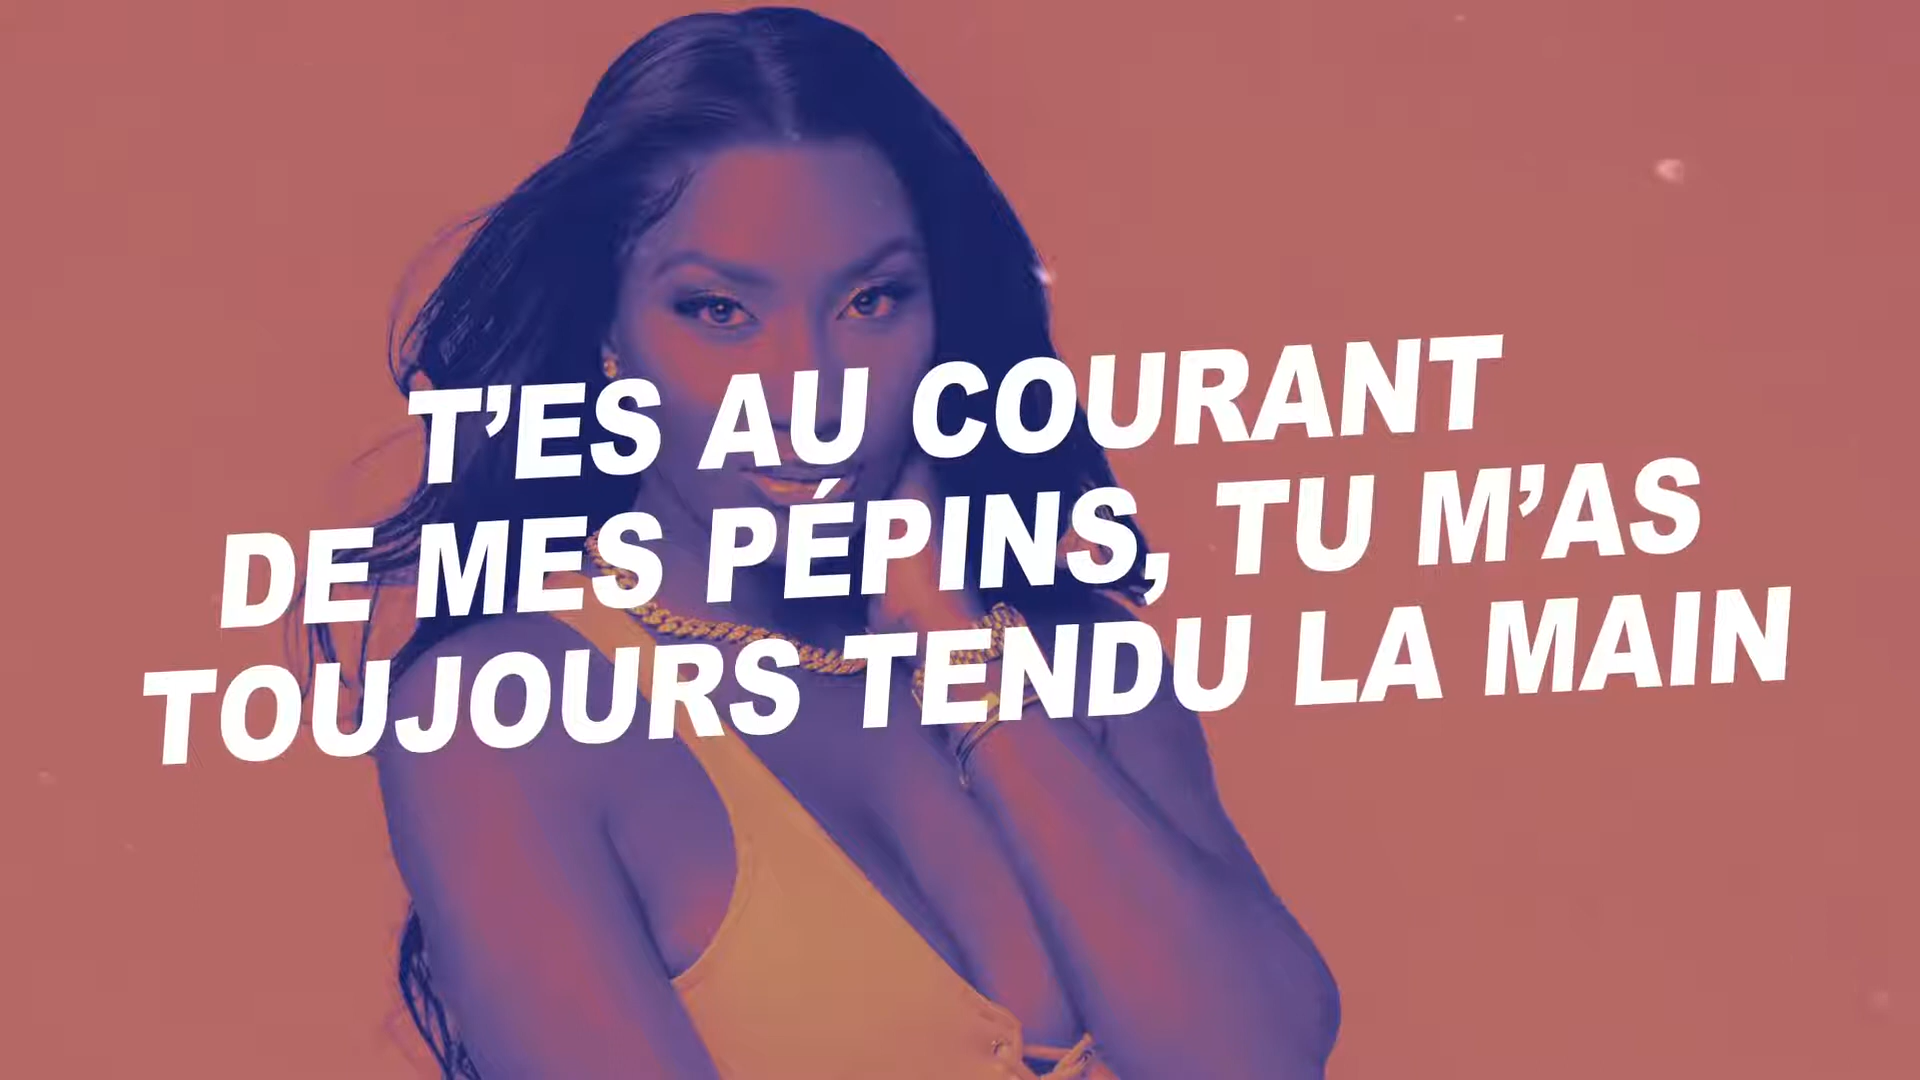 T’ES AU COURANT
DE MES PÉPINS, TU M’AS
TOUJOURS TENDU LA MAIN